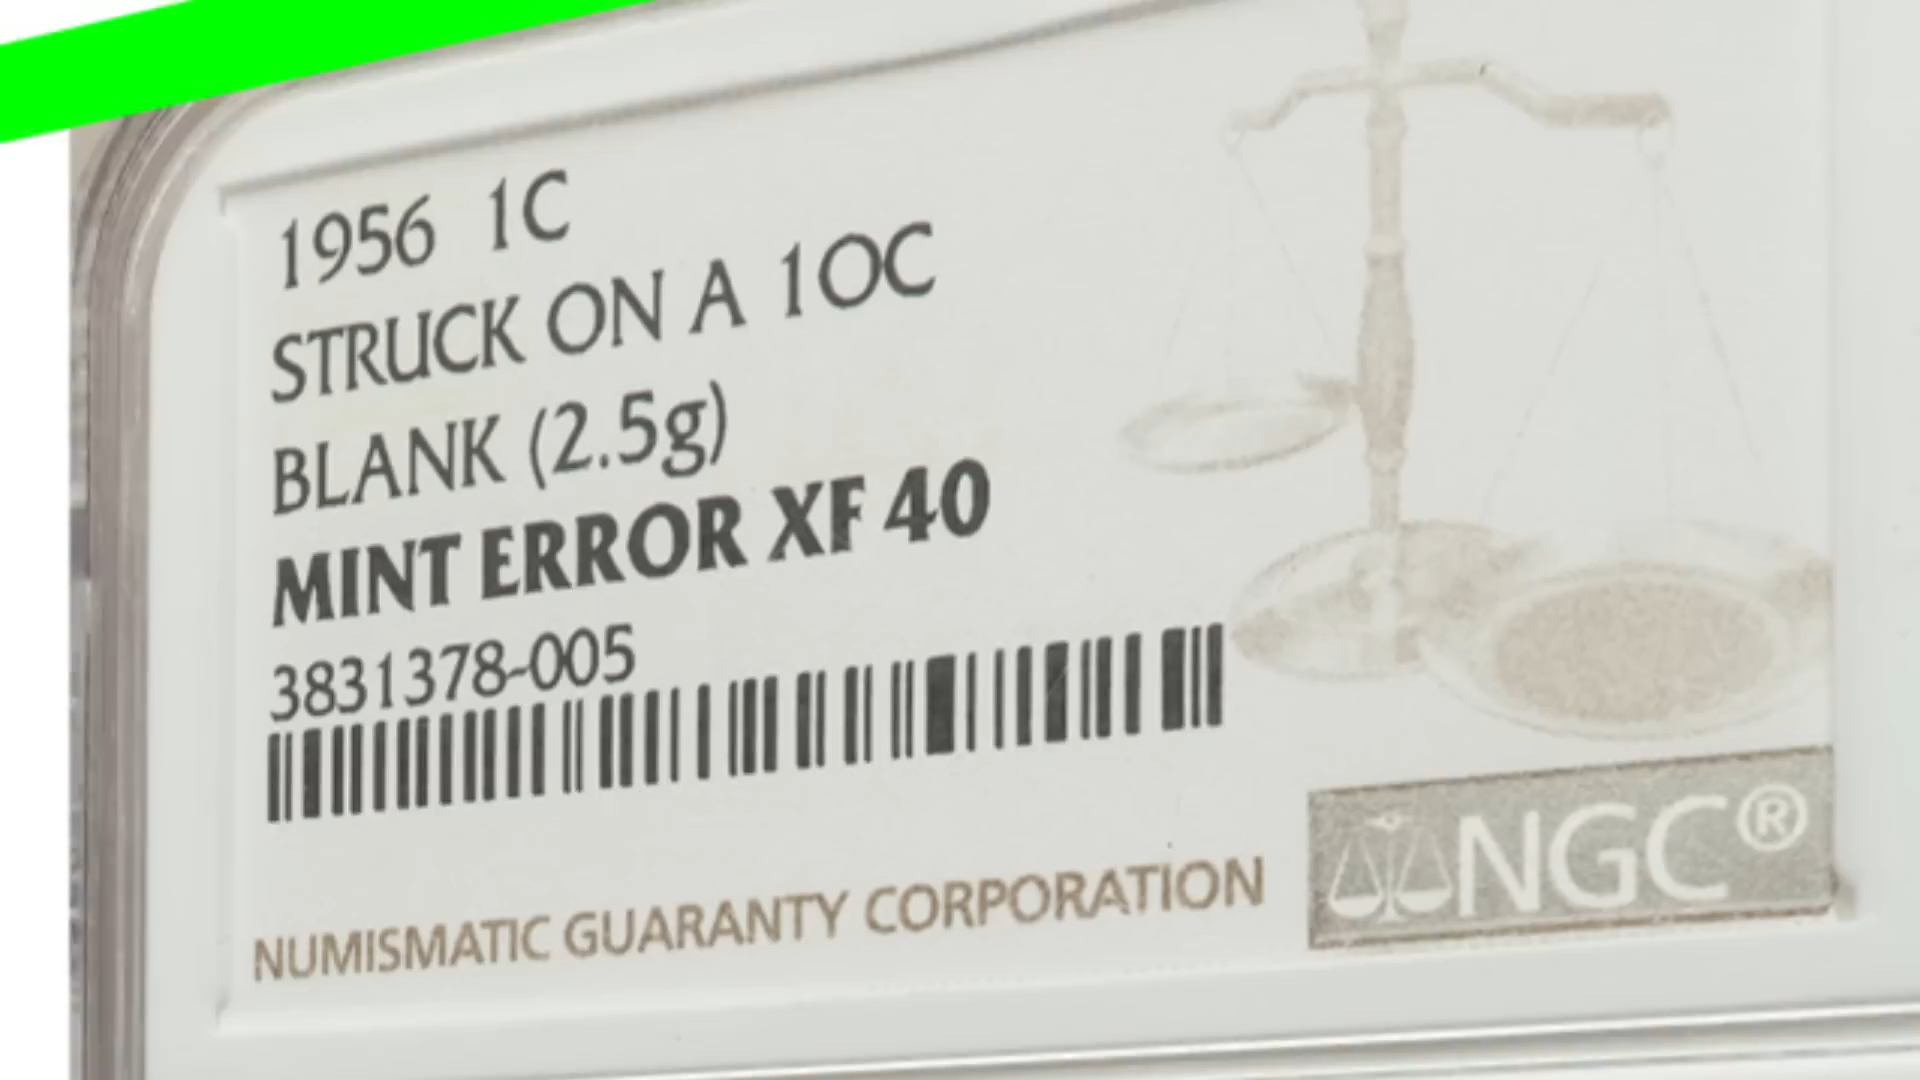 1956 1C
STRUCK ON A 10C
BLANK (2.5g)
MINT ERROR XF 40
3831378-005
NUMISMATIC GUARANTY CORPORATION
NGC®